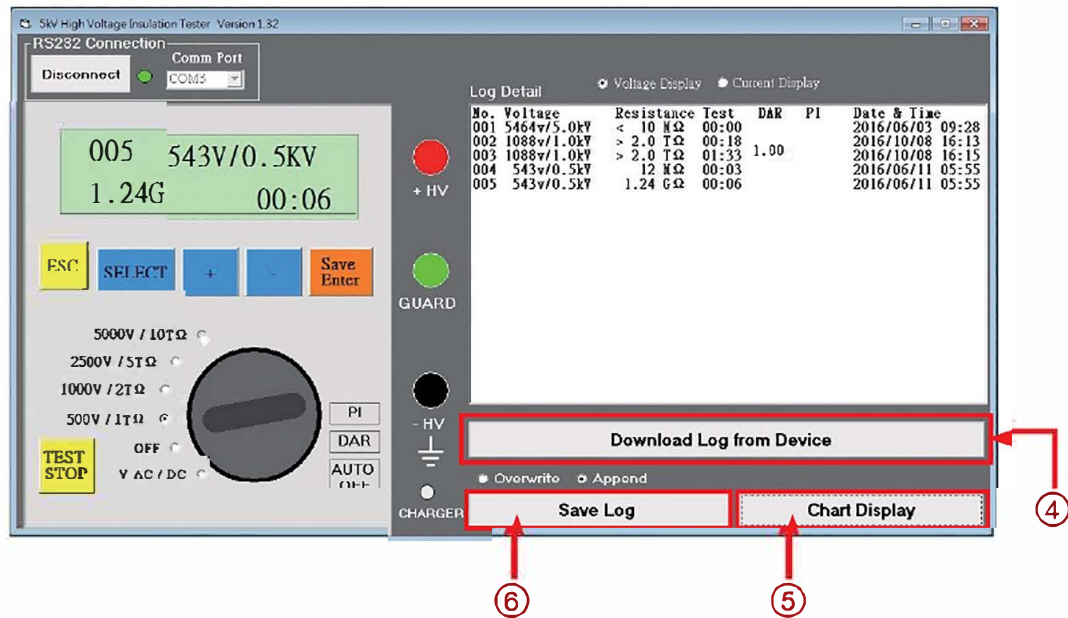 5kV High Voltage Insulation Tester Version 1.32
RS232 Connection
Disconnect
Comm Port
COM3
005 543V/0.5KV
1.24G 00:06
ESC
SELECT
+
-
Save
Enter
5000V / 10TΩ
2500V / 5TΩ
1000V / 2TΩ
500V / 1TΩ
OFF
V AC / DC
TEST
STOP
PI
DAR
AUTO
OFF
+ HV
GUARD
- HV
CHARGER
Log Detail
Voltage Display
Current Display
No. Voltage Resistance Test DAR PI Date & Time
001 5464v/5.0kV < 10 MΩ 00:00 2016/06/03 09:28
002 1088v/1.0kV > 2.0 TΩ 00:18 2016/10/08 16:13
003 1088v/1.0kV > 2.0 TΩ 01:33 1.00 2016/10/08 16:15
004 543v/0.5kV 12 MΩ 00:03 2016/06/11 05:55
005 543v/0.5kV 1.24 GΩ 00:06 2016/06/11 05:55
Download Log from Device
Overwrite
Append
Save Log
Chart Display
④
⑥
⑤